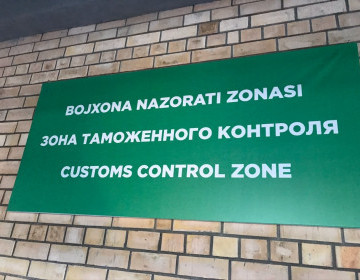 BOJXONA NAZORATI ZONASI
ЗОНА ТАМОЖЕННОГО КОНТРОЛЯ
CUSTOMS CONTROL ZONE